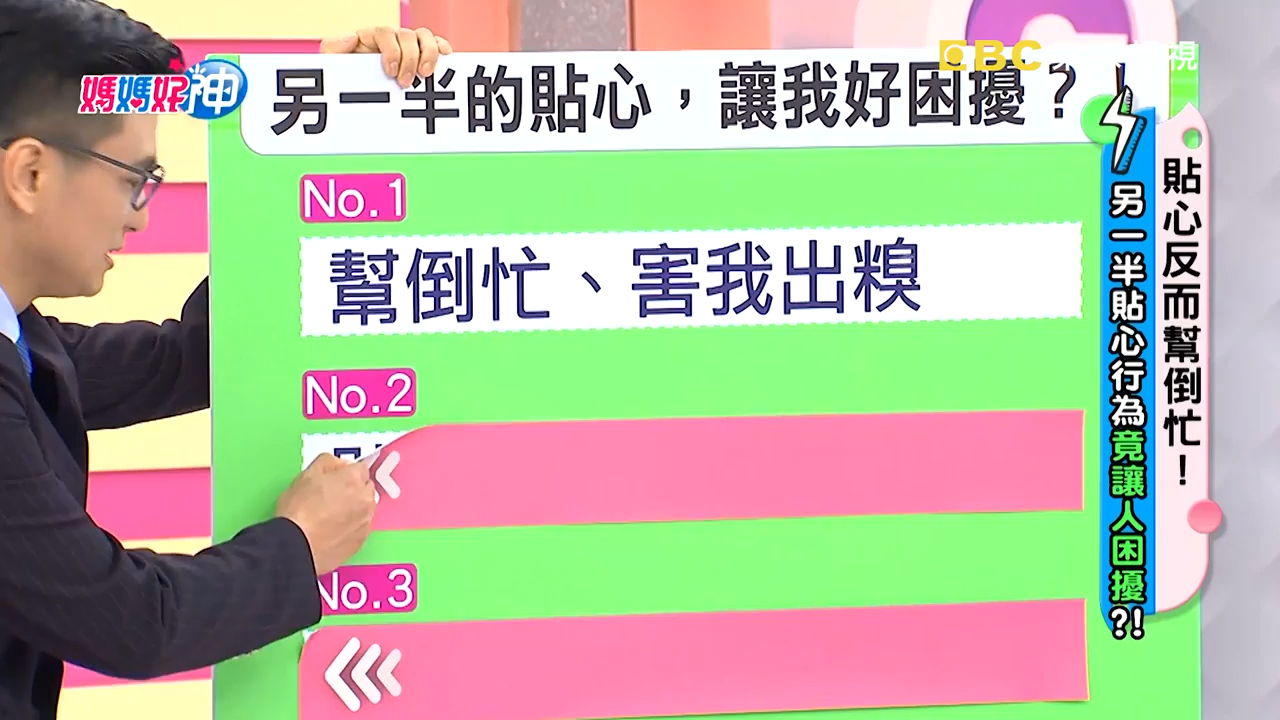 媽媽好神
EBC
視
另一半的貼心，讓我好困擾？
No.1
幫倒忙、害我出糗
No.2
No.3
貼心反而幫倒忙！
另一半貼心行為竟讓人困擾?!